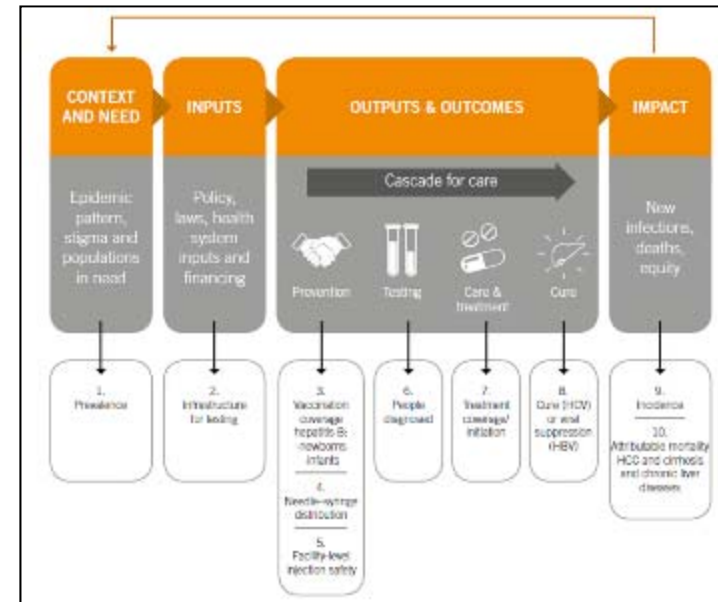 CONTEXT
AND NEED
INPUTS
OUTPUTS & OUTCOMES
IMPACT
Epidemic
pattern,
stigma and
populations
in need
Policy,
laws, health
system
inputs and
financing
Cascade for care
Prevention
Testing
Care &
treatment
Cure
New
infections,
deaths,
equity
1.
Prevalence
2.
Infrastructure
for testing
3.
Vaccination
coverage
hepatitis B:
newborns
infants
4.
Needle–syringe
distribution
5.
Facility-level
injection safety
6.
People
diagnosed
7.
Treatment
coverage/
initiation
8.
Cure (HCV)
or viral
suppression
(HBV)
9.
Incidence
10.
Attributable mortality
HCC and cirrhosis
and chronic liver
diseases